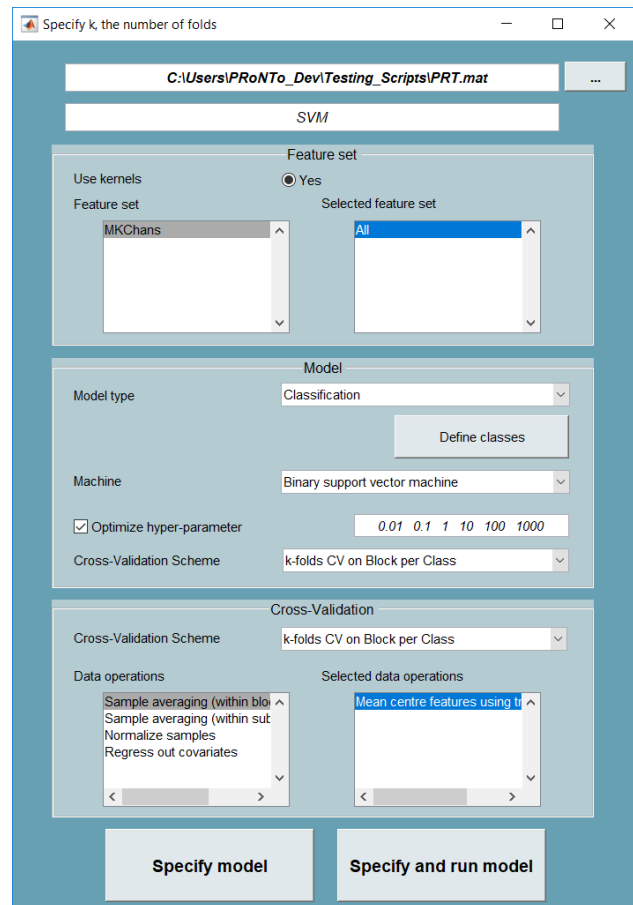 Specify k, the number of folds
C:\Users\PRoNTo_Dev\Testing_Scripts\PRT.mat
...
SVM
Feature set
Use kernels
Yes
Feature set
Selected feature set
MKChans
All
Model
Model type
Classification
Define classes
Machine
Binary support vector machine
Optimize hyper-parameter
0.01 0.1 1 10 100 1000
Cross-Validation Scheme
k-folds CV on Block per Class
Cross-Validation
Cross-Validation Scheme
k-folds CV on Block per Class
Data operations
Selected data operations
Sample averaging (within blo
Mean centre features using tr
Sample averaging (within sub
Normalize samples
Regress out covariates
Specify model
Specify and run model